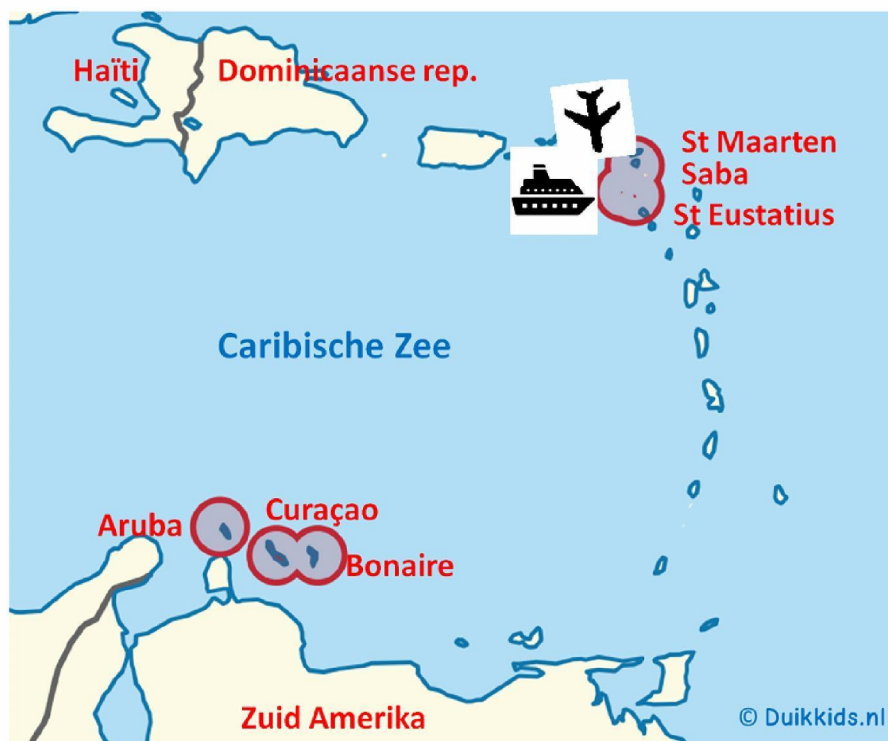 Haïti
Dominicaanse rep.
St Maarten
Saba
St Eustatius
Caribische Zee
Curaçao
Aruba
Bonaire
Zuid Amerika
© Duikkids.nl